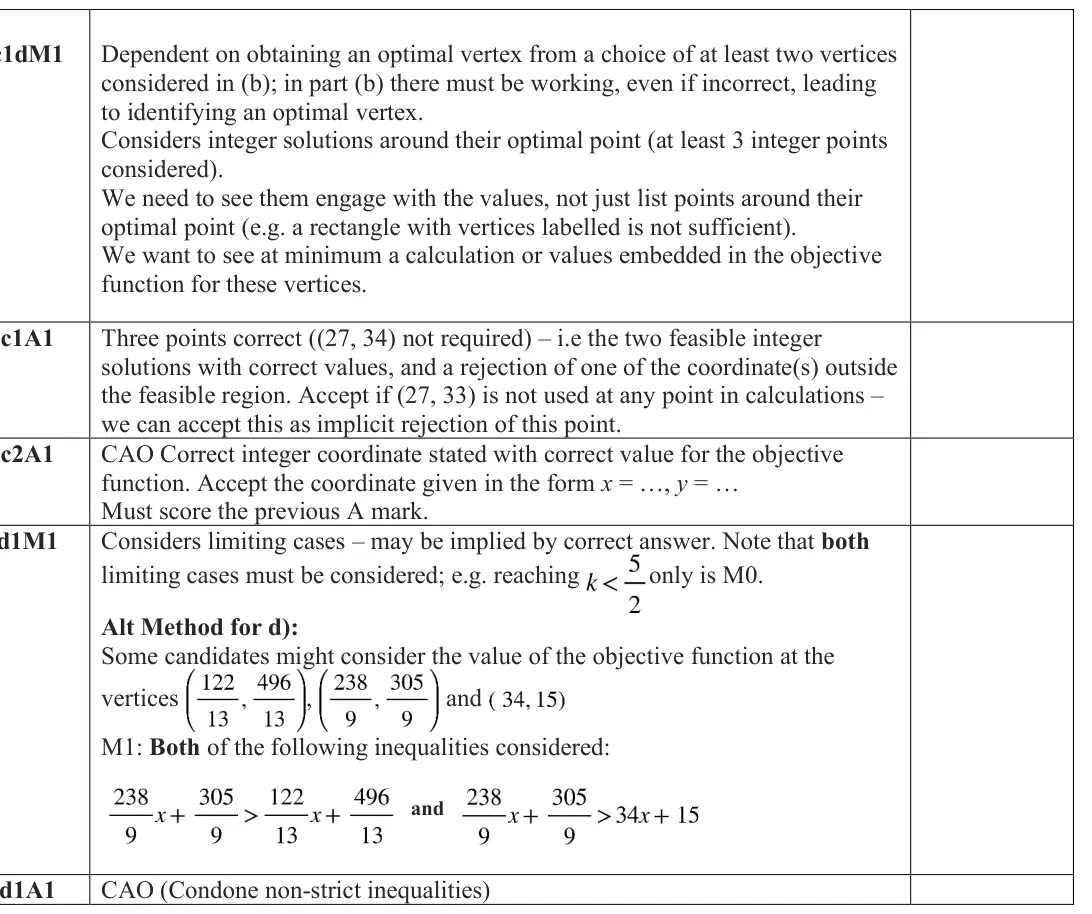 c1dM1
Dependent on obtaining an optimal vertex from a choice of at least two vertices
considered in (b); in part (b) there must be working, even if incorrect, leading
to identifying an optimal vertex.
Considers integer solutions around their optimal point (at least 3 integer points
considered).
We need to see them engage with the values, not just list points around their
optimal point (e.g. a rectangle with vertices labelled is not sufficient).
We want to see at minimum a calculation or values embedded in the objective
function for these vertices.
c1A1
Three points correct ((27, 34) not required) – i.e the two feasible integer
solutions with correct values, and a rejection of one of the coordinate(s) outside
the feasible region. Accept if (27, 33) is not used at any point in calculations –
we can accept this as implicit rejection of this point.
c2A1
CAO Correct integer coordinate stated with correct value for the objective
function. Accept the coordinate given in the form x = …, y = …
Must score the previous A mark.
d1M1
Considers limiting cases – may be implied by correct answer. Note that both
limiting cases must be considered; e.g. reaching k < 5/2 only is M0.
Alt Method for d):
Some candidates might consider the value of the objective function at the
vertices (122/13, 496/13), (238/9, 305/9) and ( 34, 15)
M1: Both of the following inequalities considered:
238/9 x + 305/9 > 122/13 x + 496/13 and 238/9 x + 305/9 > 34x + 15
d1A1
CAO (Condone non-strict inequalities)